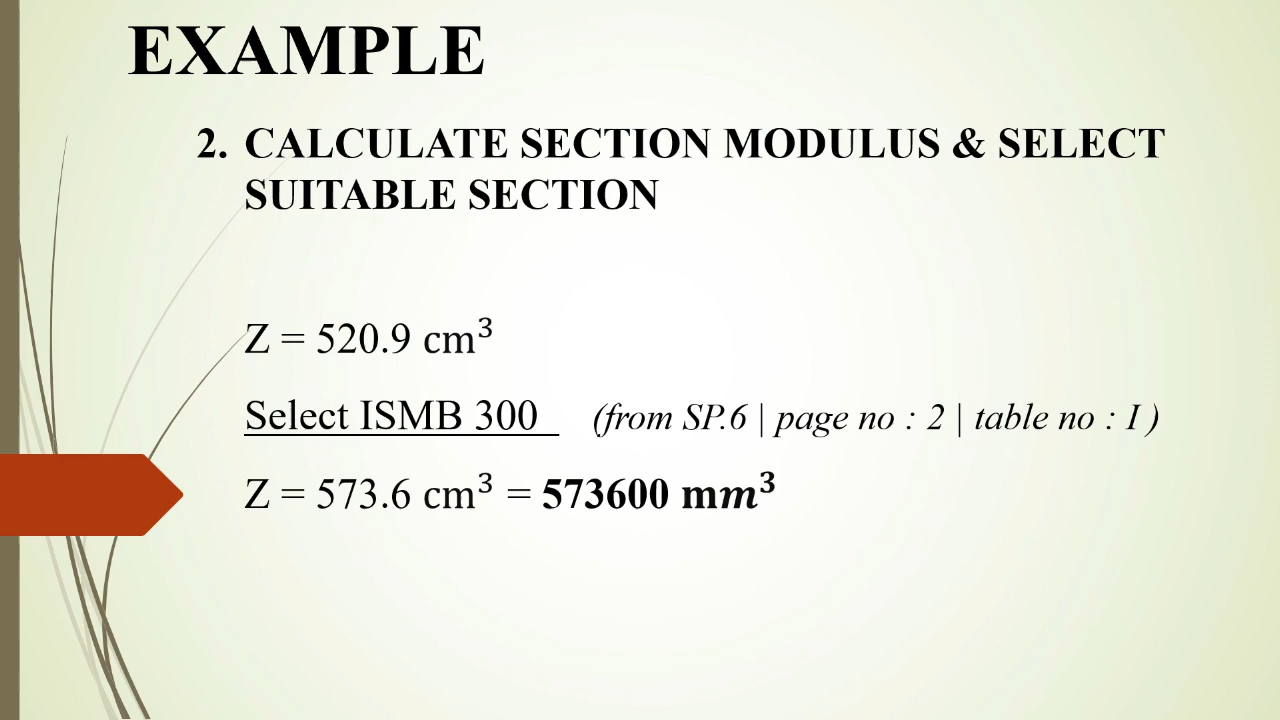 EXAMPLE
2. CALCULATE SECTION MODULUS & SELECT
SUITABLE SECTION
Z = 520.9 cm³
Select ISMB 300 (from SP.6 | page no : 2 | table no : I )
Z = 573.6 cm³ = 573600 mm³